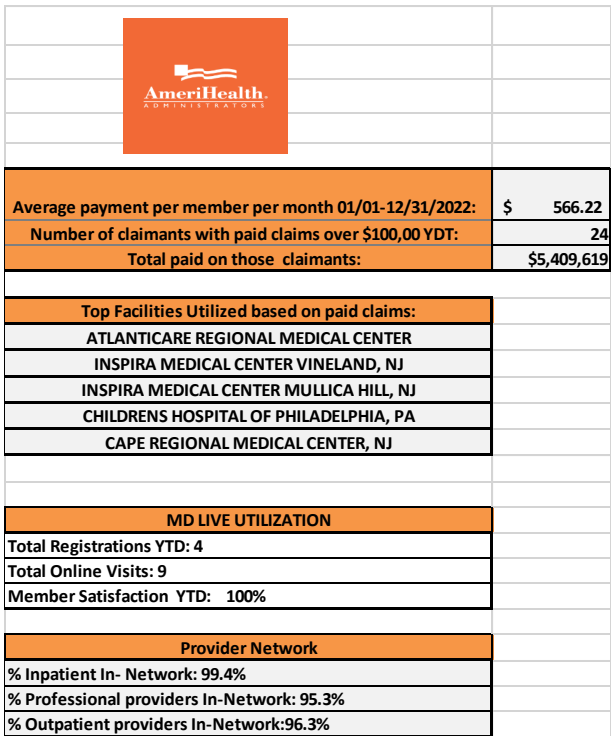 AmeriHealth.
ADMINISTRATORS
Average payment per member per month 01/01-12/31/2022: $ 566.22
Number of claimants with paid claims over $100,00 YDT: 24
Total paid on those claimants: $5,409,619
Top Facilities Utilized based on paid claims:
ATLANTICARE REGIONAL MEDICAL CENTER
INSPIRA MEDICAL CENTER VINELAND, NJ
INSPIRA MEDICAL CENTER MULLICA HILL, NJ
CHILDRENS HOSPITAL OF PHILADELPHIA, PA
CAPE REGIONAL MEDICAL CENTER, NJ
MD LIVE UTILIZATION
Total Registrations YTD: 4
Total Online Visits: 9
Member Satisfaction YTD: 100%
Provider Network
% Inpatient In- Network: 99.4%
% Professional providers In-Network: 95.3%
% Outpatient providers In-Network:96.3%